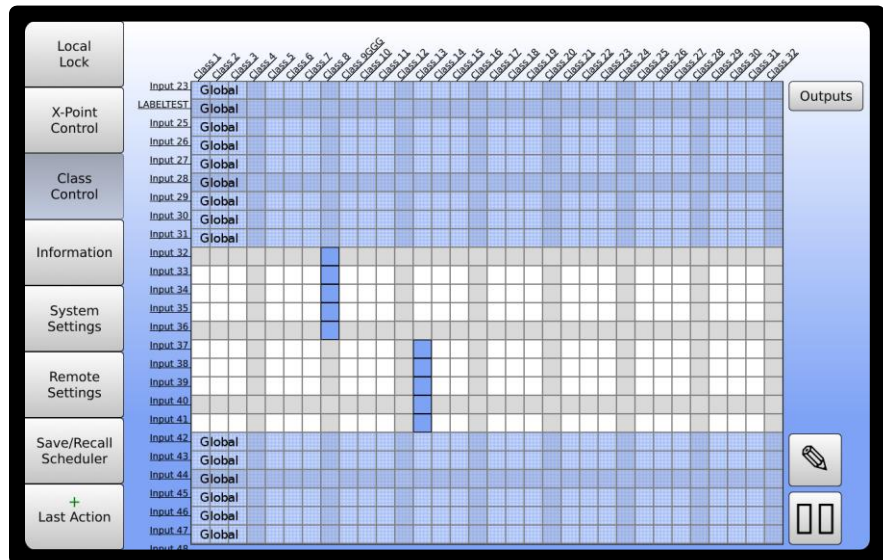 Local
Lock
X-Point
Control
Class
Control
Information
System
Settings
Remote
Settings
Save/Recall
Scheduler
+
Last Action
Class 1
Class 2
Class 3
Class 4
Class 5
Class 6
Class 7
Class 8
Class 9GGG
Class 10
Class 11
Class 12
Class 13
Class 14
Class 15
Class 16
Class 17
Class 18
Class 19
Class 20
Class 21
Class 22
Class 23
Class 24
Class 25
Class 26
Class 27
Class 28
Class 29
Class 30
Class 31
Class 32
Input 23 Global
LABELTEST Global
Input 25 Global
Input 26 Global
Input 27 Global
Input 28 Global
Input 29 Global
Input 30 Global
Input 31 Global
Input 32
Input 33
Input 34
Input 35
Input 36
Input 37
Input 38
Input 39
Input 40
Input 41
Input 42 Global
Input 43 Global
Input 44 Global
Input 45 Global
Input 46 Global
Input 47 Global
Input 48
Outputs